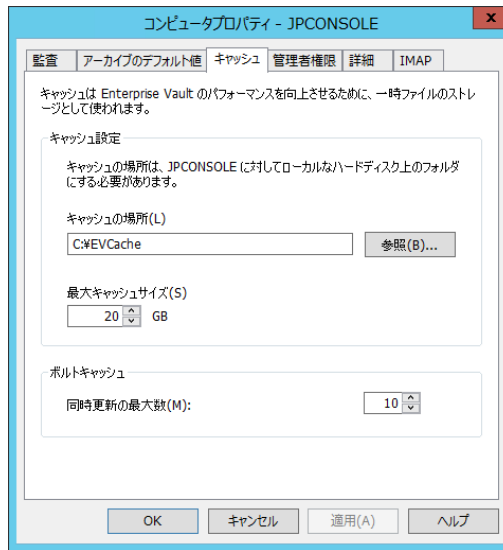 コンピュータプロパティ - JPCONSOLE
x
監査 アーカイブのデフォルト値 キャッシュ 管理者権限 詳細 IMAP
キャッシュは Enterprise Vault のパフォーマンスを向上させるために、一時ファイルのストレ
ージとして使われます。
キャッシュ設定
キャッシュの場所は、JPCONSOLE に対してローカルなハードディスク上のフォルダ
にする必要があります。
キャッシュの場所(L)
C:¥EVCache 参照(B)...
最大キャッシュサイズ(S)
20 GB
ボルトキャッシュ
同時更新の最大数(M): 10
OK キャンセル 適用(A) ヘルプ